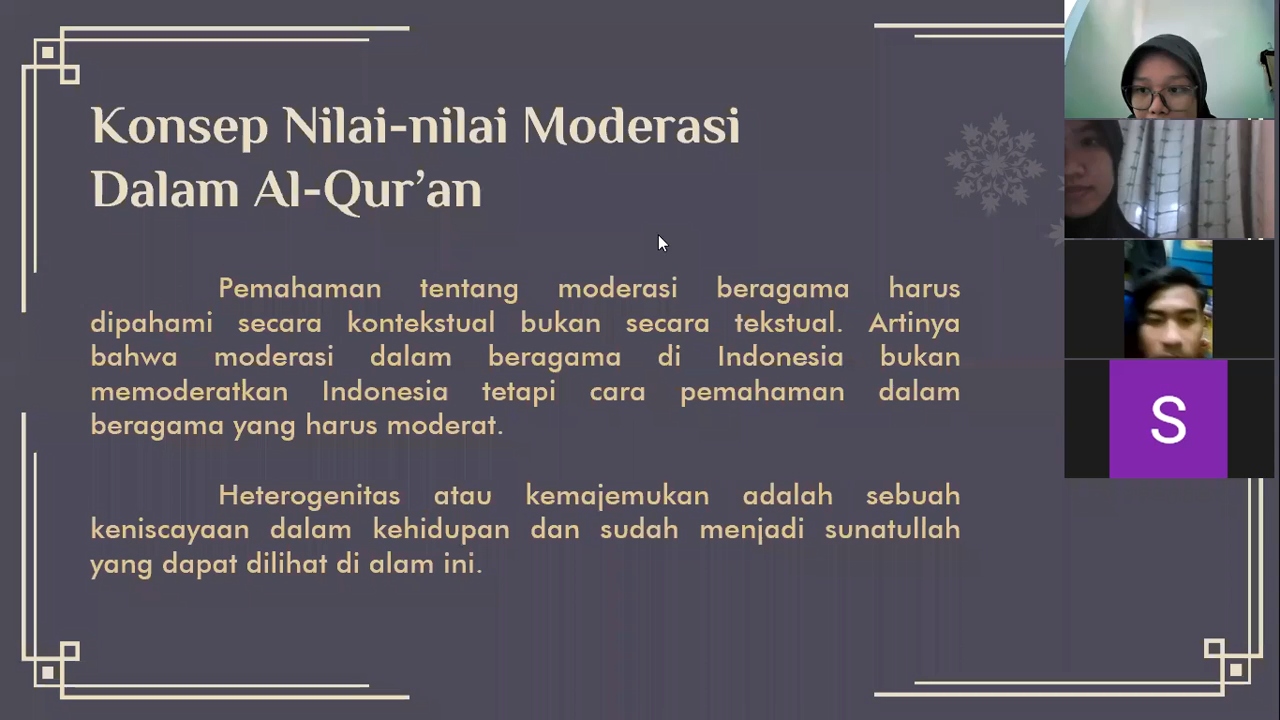 Konsep Nilai-nilai Moderasi
Dalam Al-Qur’an
Pemahaman tentang moderasi beragama harus
dipahami secara kontekstual bukan secara tekstual. Artinya
bahwa moderasi dalam beragama di Indonesia bukan
memoderatkan Indonesia tetapi cara pemahaman dalam
beragama yang harus moderat.
Heterogenitas atau kemajemukan adalah sebuah
keniscayaan dalam kehidupan dan sudah menjadi sunatullah
yang dapat dilihat di alam ini.
S